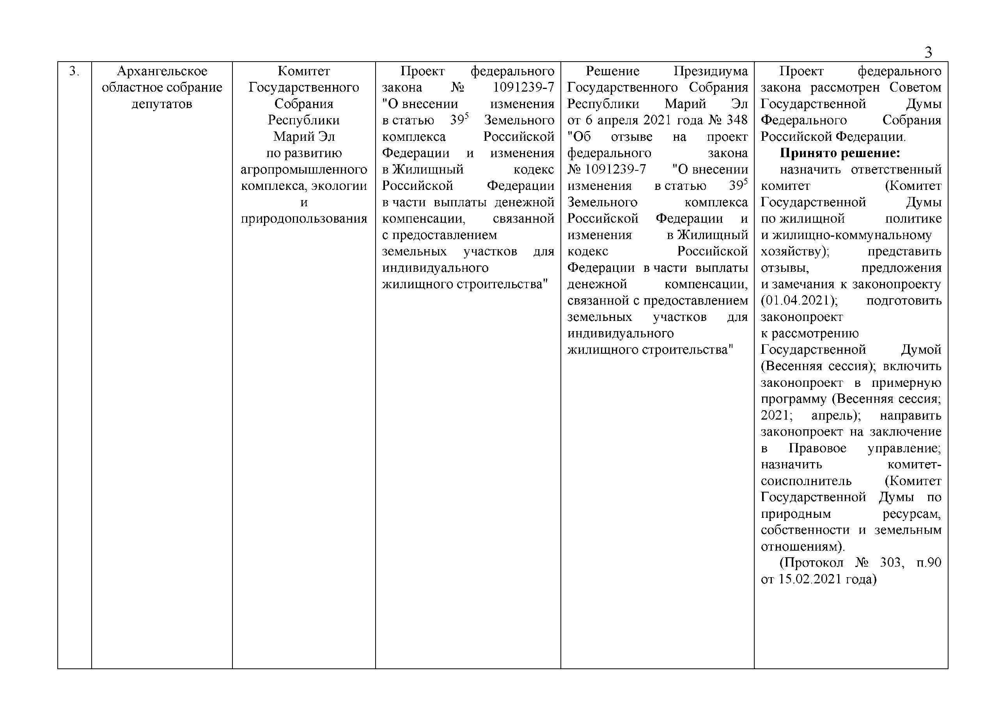 3
3.
Архангельское
областное собрание
депутатов
Комитет
Государственного
Собрания
Республики
Марий Эл
по развитию
агропромышленного
комплекса, экологии
и
природопользования
Проект федерального
закона № 1091239-7
"О внесении изменения
в статью 39⁵ Земельного
комплекса Российской
Федерации и изменения
в Жилищный кодекс
Российской Федерации
в части выплаты денежной
компенсации, связанной
с предоставлением
земельных участков для
индивидуального
жилищного строительства"
Решение Президиума
Государственного Собрания
Республики Марий Эл
от 6 апреля 2021 года № 348
"Об отзыве на проект
федерального закона
№ 1091239-7 "О внесении
изменения в статью 39⁵
Земельного комплекса
Российской Федерации и
изменения в Жилищный
кодекс Российской
Федерации в части выплаты
денежной компенсации,
связанной с предоставлением
земельных участков для
индивидуального
жилищного строительства"
Проект федерального
закона рассмотрен Советом
Государственной Думы
Федерального Собрания
Российской Федерации.
Принято решение:
назначить ответственный
комитет (Комитет
Государственной Думы
по жилищной политике
и жилищно-коммунальному
хозяйству); представить
отзывы, предложения
и замечания к законопроекту
(01.04.2021); подготовить
законопроект
к рассмотрению
Государственной Думой
(Весенняя сессия); включить
законопроект в примерную
программу (Весенняя сессия;
2021; апрель); направить
законопроект на заключение
в Правовое управление;
назначить комитет-
соисполнитель (Комитет
Государственной Думы по
природным ресурсам,
собственности и земельным
отношениям).
(Протокол № 303, п.90
от 15.02.2021 года)